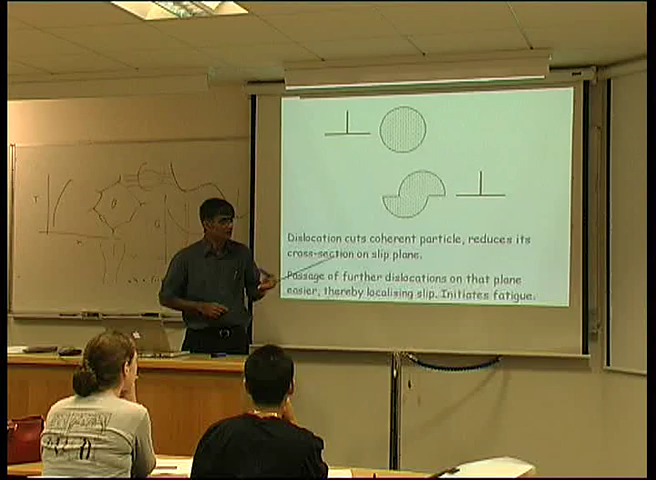 Dislocation cuts coherent particle, reduces its
cross-section on slip plane.
Passage of further dislocations on that plane
easier, thereby localising slip. Initiates fatigue.